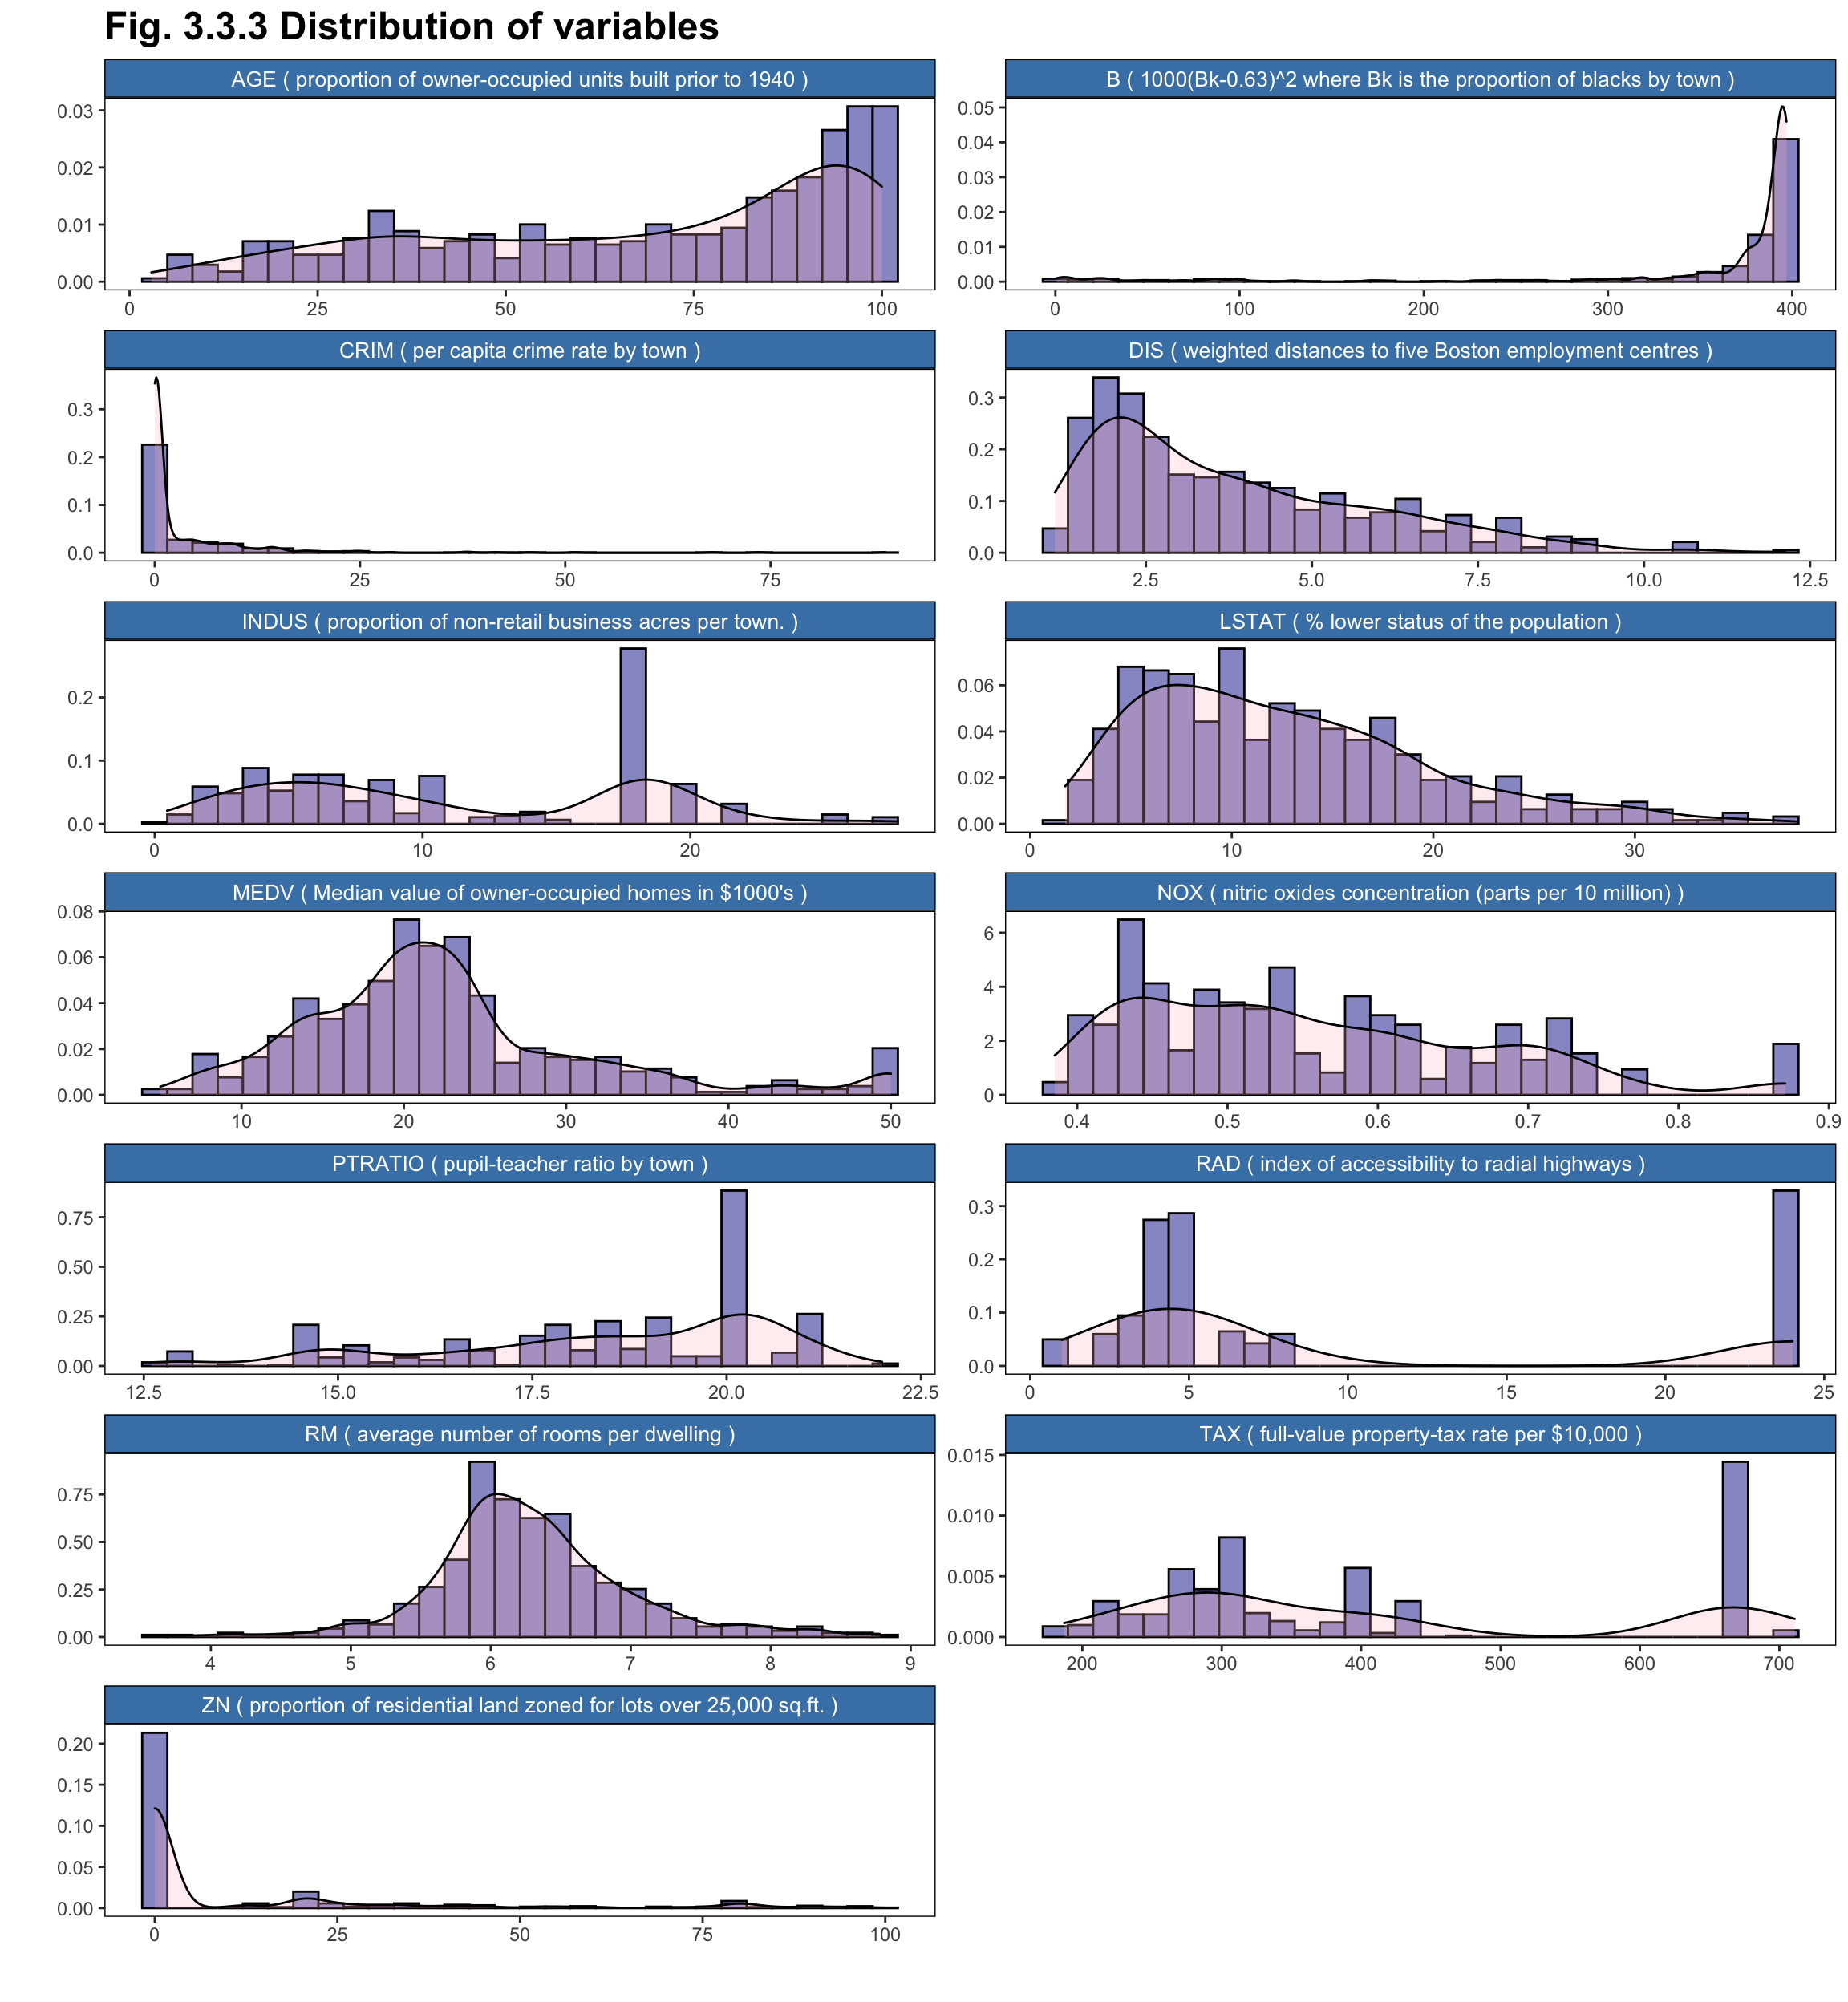 Fig. 3.3.3 Distribution of variables
AGE ( proportion of owner-occupied units built prior to 1940 )
0.03
0.02
0.01
0.00
0 25 50 75 100
B ( 1000(Bk-0.63)^2 where Bk is the proportion of blacks by town )
0.05
0.04
0.03
0.02
0.01
0.00
0 100 200 300 400
CRIM ( per capita crime rate by town )
0.3
0.2
0.1
0.0
0 25 50 75
DIS ( weighted distances to five Boston employment centres )
0.3
0.2
0.1
0.0
2.5 5.0 7.5 10.0 12.5
INDUS ( proportion of non-retail business acres per town. )
0.2
0.1
0.0
0 10 20
LSTAT ( % lower status of the population )
0.06
0.04
0.02
0.00
0 10 20 30
MEDV ( Median value of owner-occupied homes in $1000's )
0.08
0.06
0.04
0.02
0.00
10 20 30 40 50
NOX ( nitric oxides concentration (parts per 10 million) )
6
4
2
0
0.4 0.5 0.6 0.7 0.8 0.9
PTRATIO ( pupil-teacher ratio by town )
0.75
0.50
0.25
0.00
12.5 15.0 17.5 20.0 22.5
RAD ( index of accessibility to radial highways )
0.3
0.2
0.1
0.0
0 5 10 15 20 25
RM ( average number of rooms per dwelling )
0.75
0.50
0.25
0.00
4 5 6 7 8 9
TAX ( full-value property-tax rate per $10,000 )
0.015
0.010
0.005
0.000
200 300 400 500 600 700
ZN ( proportion of residential land zoned for lots over 25,000 sq.ft. )
0.20
0.15
0.10
0.05
0.00
0 25 50 75 100